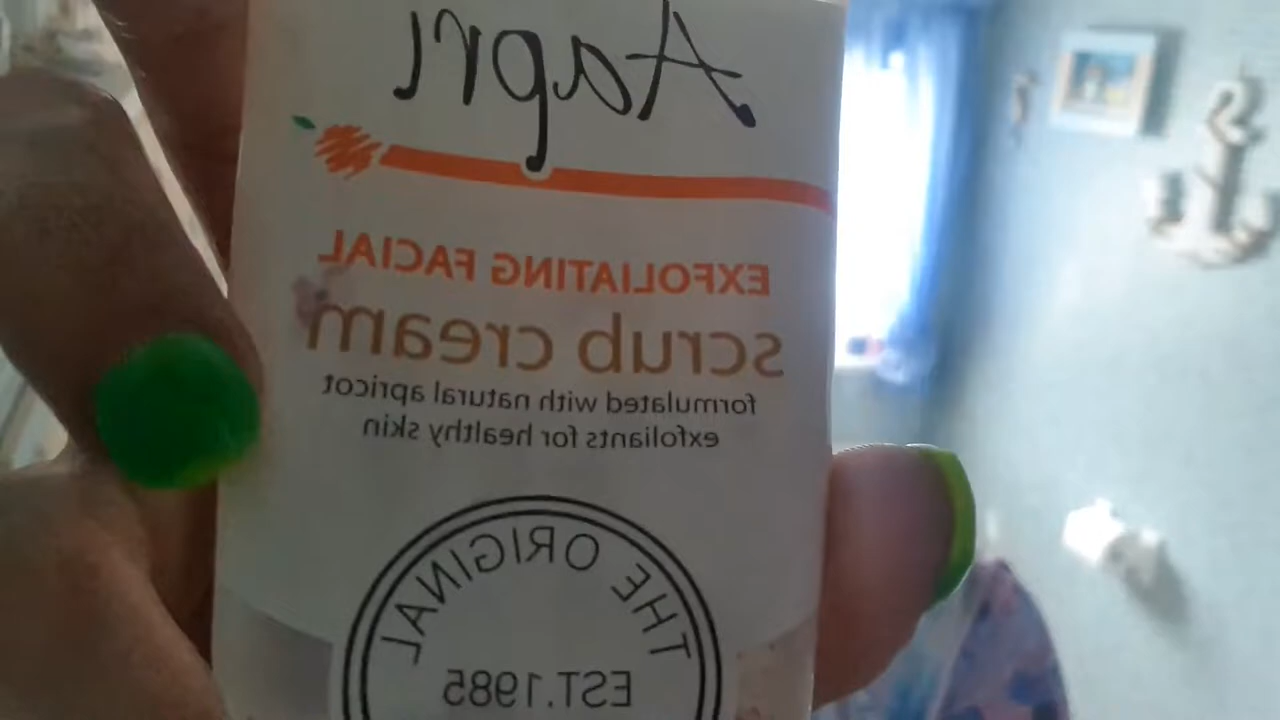 Aapri
EXFOLIATING FACIAL
scrub cream
formulated with natural apricot
exfoliants for healthy skin
THE ORIGINAL
EST.1985